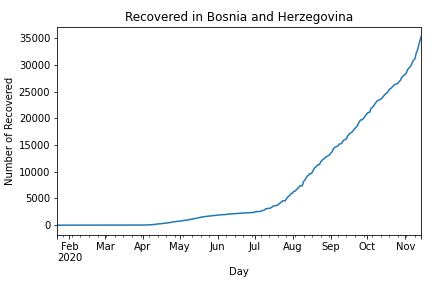 Recovered in Bosnia and Herzegovina
Number of Recovered
35000
30000
25000
20000
15000
10000
5000
0
Feb Mar Apr May Jun Jul Aug Sep Oct Nov
2020
Day